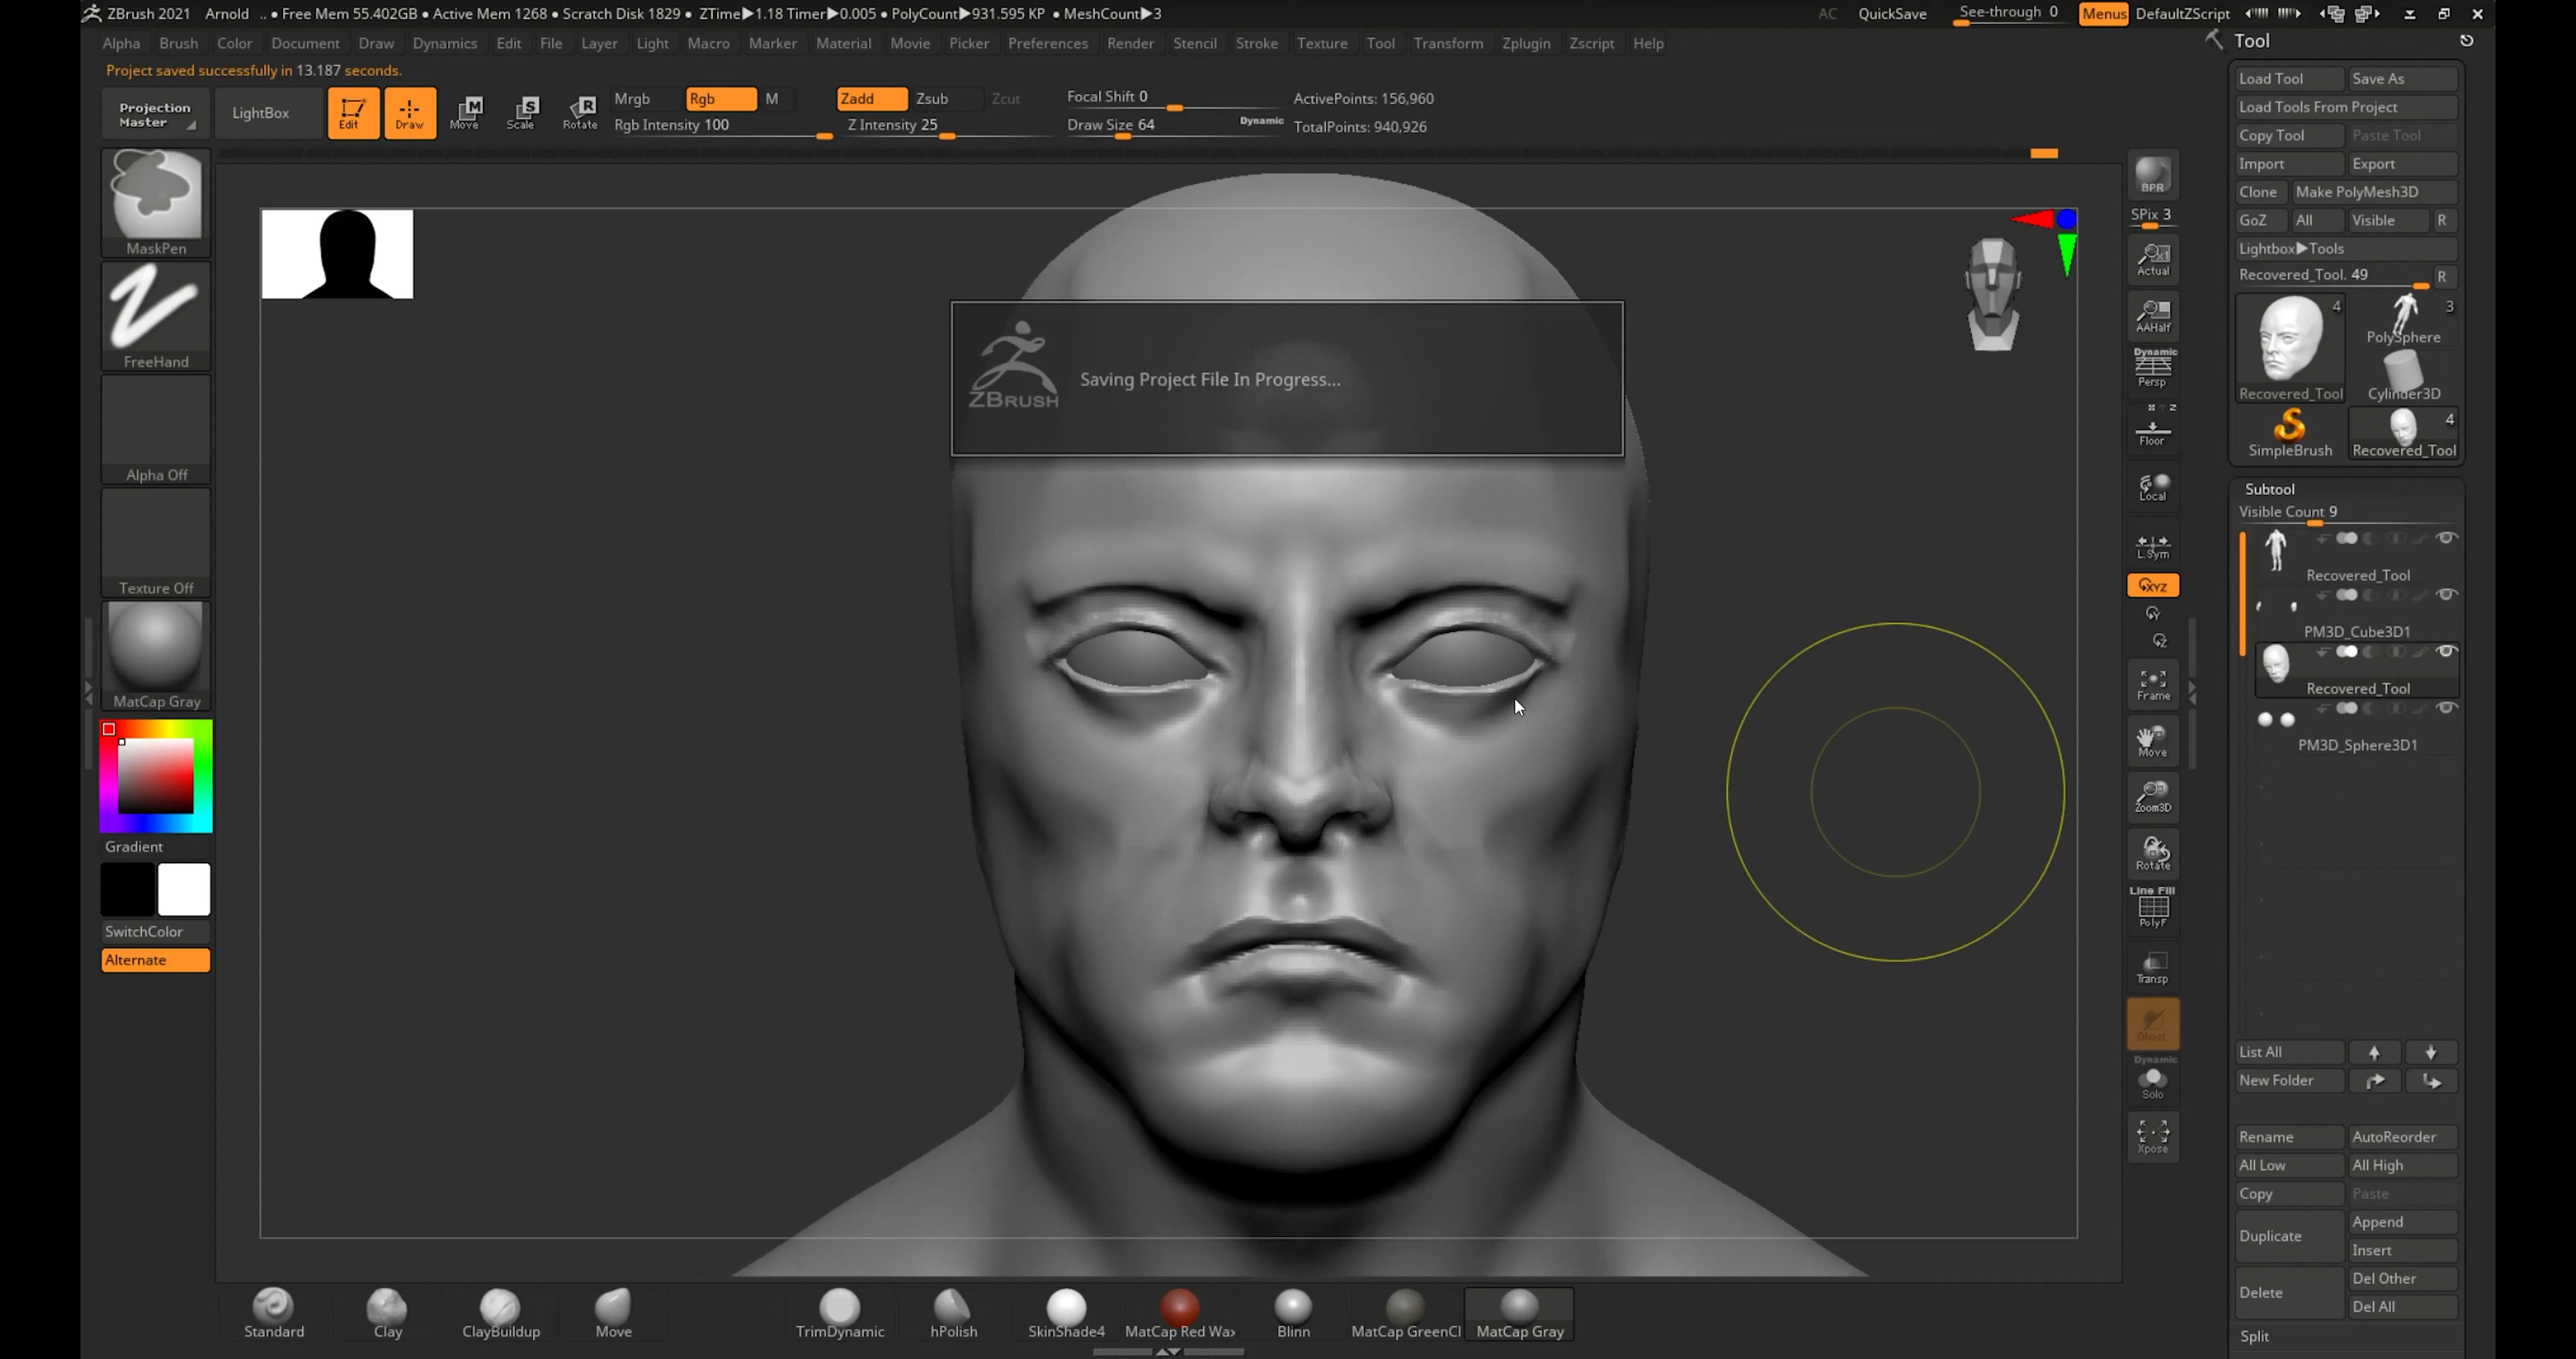 ZBrush 2021 Arnold .. • Free Mem 55.402GB • Active Mem 1268 • Scratch Disk 1829 • ZTime▶1.18 Timer▶0.005 • PolyCount▶931.595 KP • MeshCount▶3 AC QuickSave See-through 0 Menus DefaultZScript
Alpha Brush Color Document Draw Dynamics Edit File Layer Light Macro Marker Material Movie Picker Preferences Render Stencil Stroke Texture Tool Transform Zplugin Zscript Help
Tool
Project saved successfully in 13.187 seconds.
Projection Master
LightBox
Edit
Draw
M Move
S Scale
R Rotate
Mrgb Rgb M
Rgb Intensity 100
Zadd Zsub Zcut
Z Intensity 25
Focal Shift 0
Draw Size 64
Dynamic
ActivePoints: 156,960
TotalPoints: 940,926
MaskPen
FreeHand
Alpha Off
Texture Off
MatCap Gray
Gradient
SwitchColor
Alternate
ZBRUSH
Saving Project File In Progress...
BPR
SPix 3
Actual
AAHalf
Dynamic
Persp
Floor
Local
L.Sym
XYZ
Y
Z
Frame
Move
Zoom3D
Rotate
Line Fill
PolyF
Transp
Ghost
Dynamic
Solo
Xpose
Load Tool Save As
Load Tools From Project
Copy Tool Paste Tool
Import Export
Clone Make PolyMesh3D
GoZ All Visible R
Lightbox▶Tools
Recovered_Tool. 49 R
4
3
PolySphere
Recovered_Tool
Cylinder3D
4
SimpleBrush
Recovered_Tool
Subtool
Visible Count 9
Recovered_Tool
PM3D_Cube3D1
Recovered_Tool
PM3D_Sphere3D1
List All
New Folder
Rename AutoReorder
All Low All High
Copy Paste
Duplicate
Append
Insert
Delete
Del Other
Del All
Split
Standard Clay ClayBuildup Move TrimDynamic hPolish SkinShade4 MatCap Red Wax Blinn MatCap GreenCl MatCap Gray